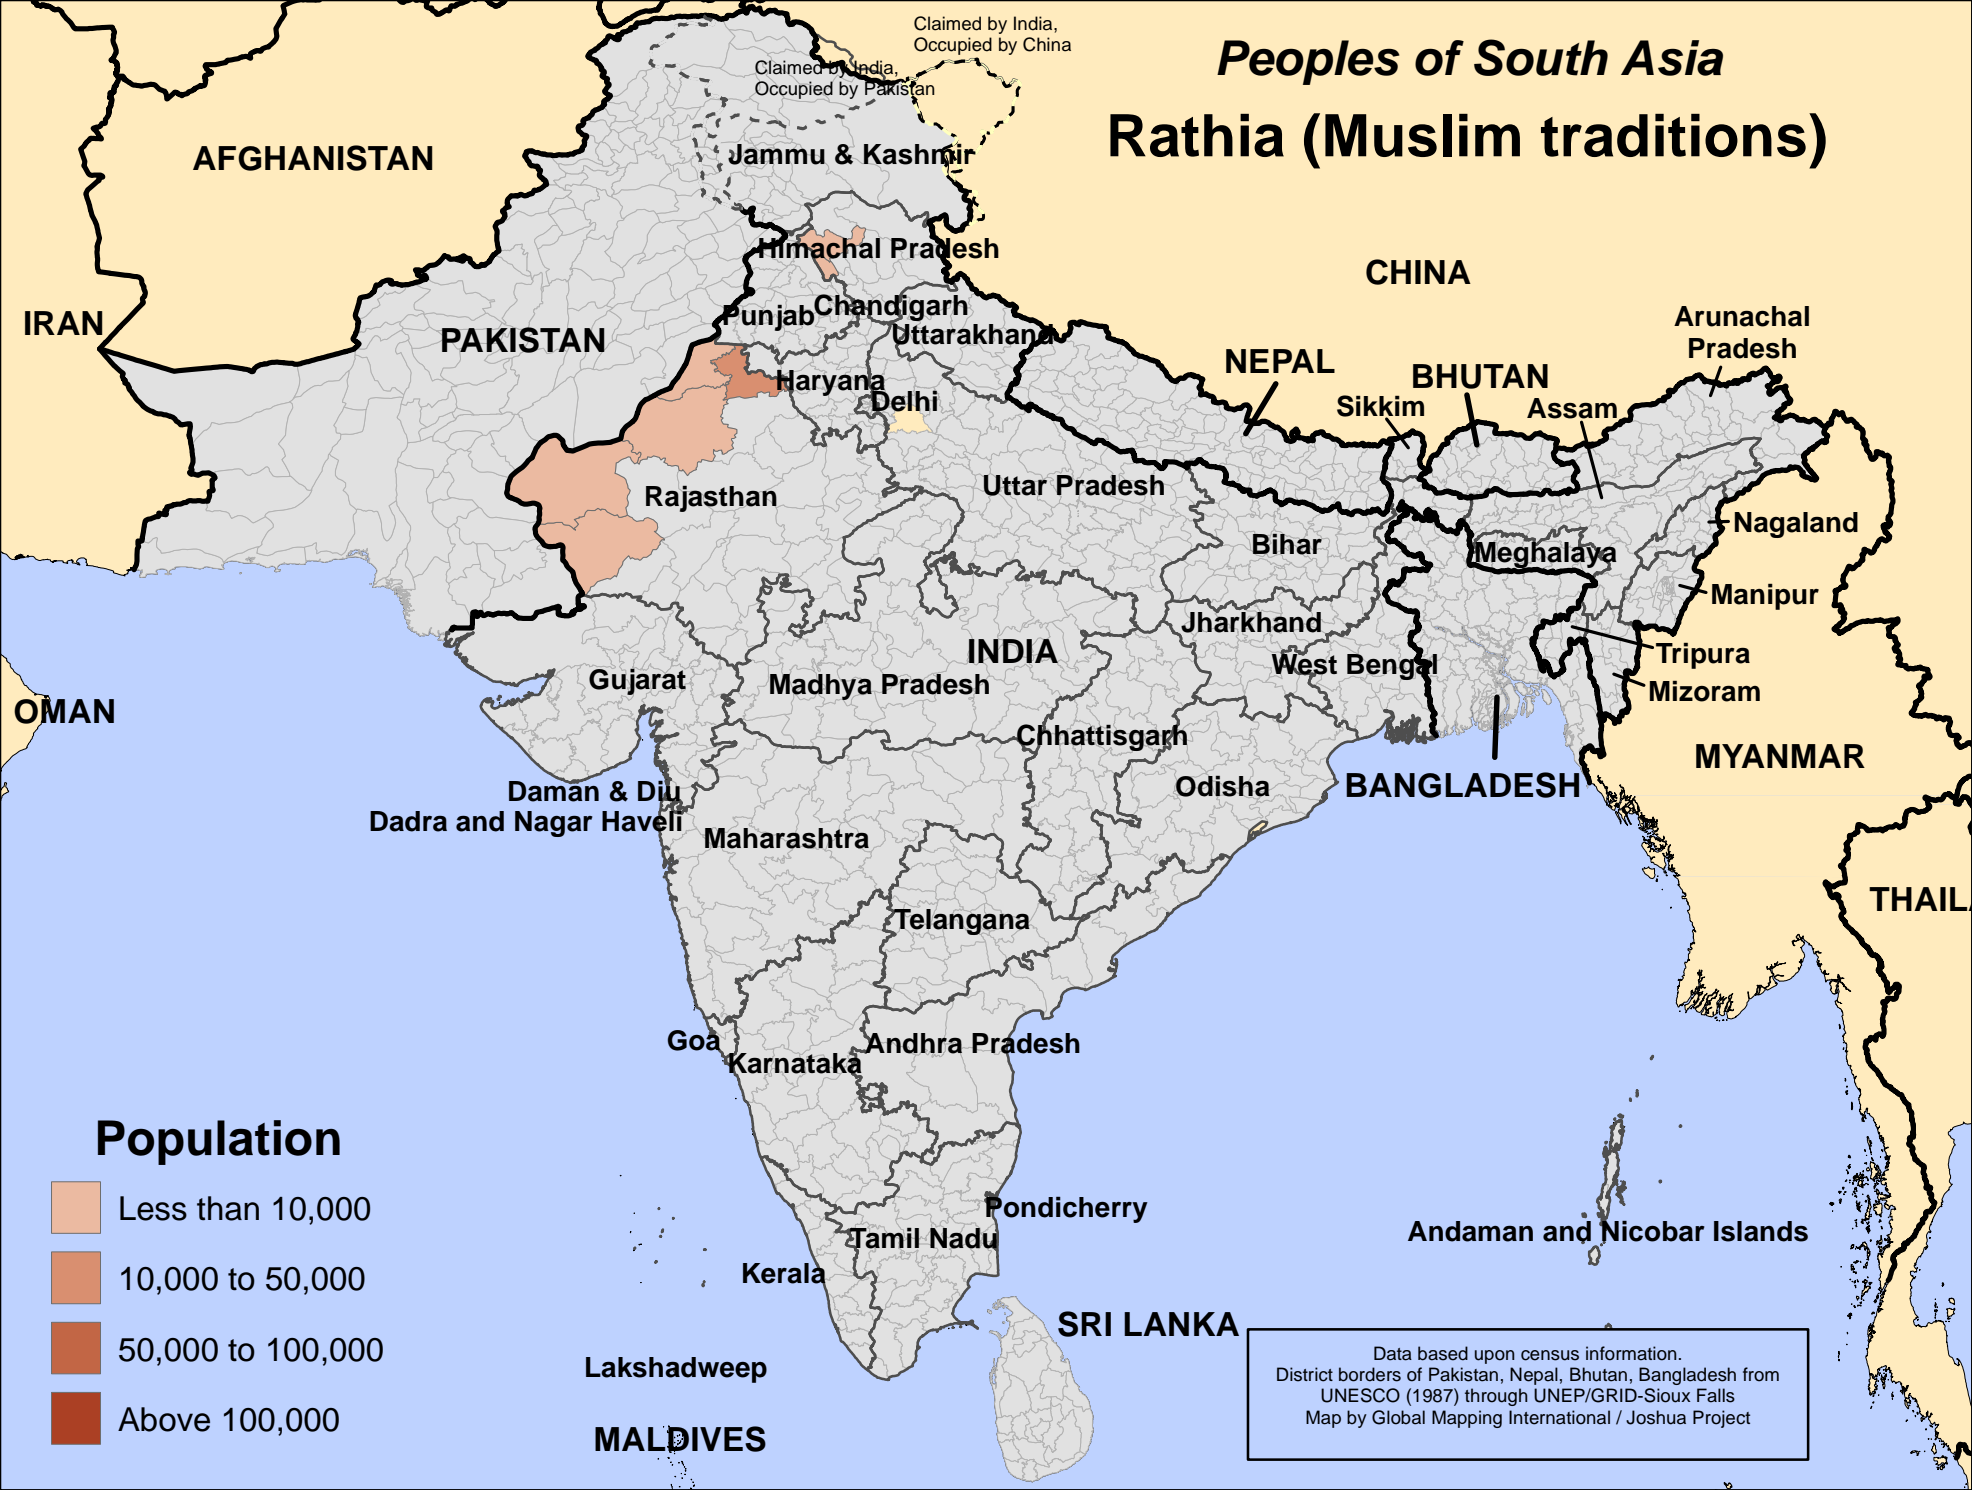 Claimed by India,
Occupied by China
Peoples of South Asia
Claimed by India,
Occupied by Pakistan
Rathia (Muslim traditions)
AFGHANISTAN
Jammu & Kashmir
Himachal Pradesh
CHINA
IRAN
PAKISTAN
Punjab
Chandigarh
Uttarakhand
Arunachal
Pradesh
NEPAL
BHUTAN
Haryana
Delhi
Sikkim
Assam
Rajasthan
Uttar Pradesh
Nagaland
Bihar
Meghalaya
Manipur
Jharkhand
INDIA
Tripura
West Bengal
Gujarat
Madhya Pradesh
Mizoram
OMAN
Chhattisgarh
MYANMAR
Odisha
BANGLADESH
Daman & Diu
Dadra and Nagar Haveli
Maharashtra
THAIL
Telangana
Goa
Andhra Pradesh
Karnataka
Population
Less than 10,000
10,000 to 50,000
50,000 to 100,000
Above 100,000
Pondicherry
Tamil Nadu
Andaman and Nicobar Islands
Kerala
SRI LANKA
Lakshadweep
MALDIVES
Data based upon census information.
District borders of Pakistan, Nepal, Bhutan, Bangladesh from
UNESCO (1987) through UNEP/GRID-Sioux Falls
Map by Global Mapping International / Joshua Project